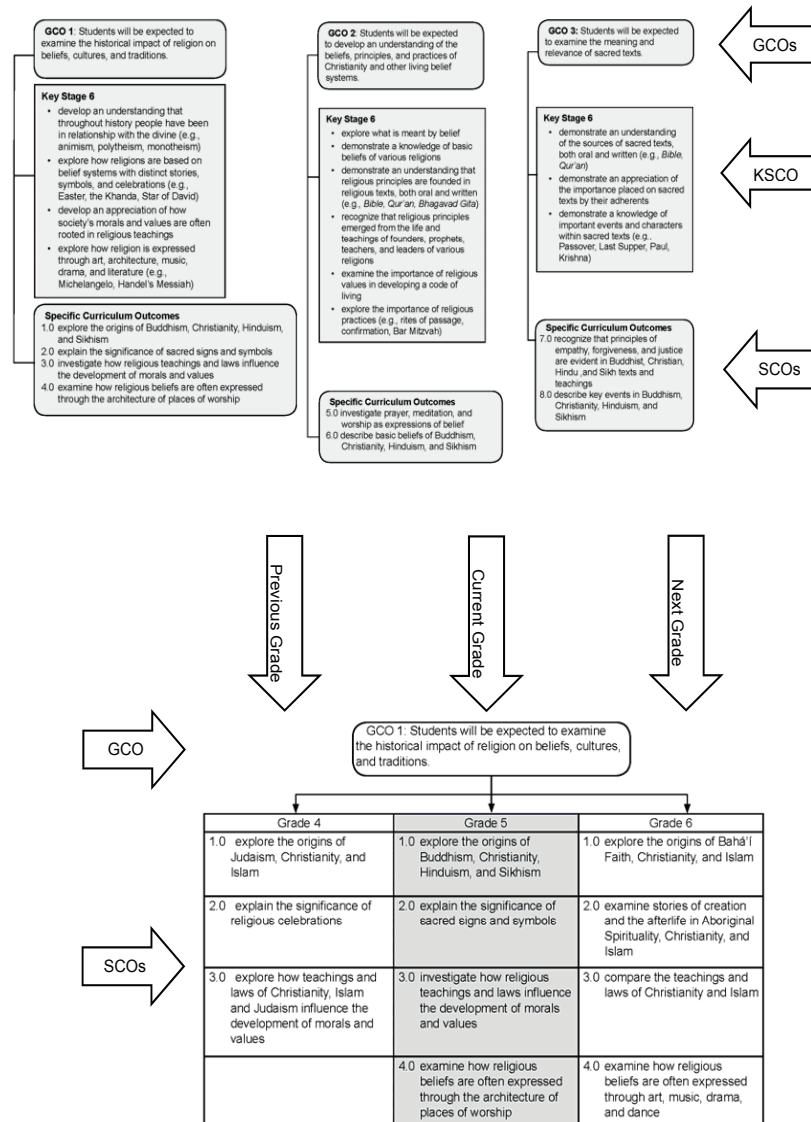 GCO 1: Students will be expected to
examine the historical impact of religion on
beliefs, cultures, and traditions.
Key Stage 6
• develop an understanding that
throughout history people have been
in relationship with the divine (e.g.,
animism, polytheism, monotheism)
• explore how religions are based on
belief systems with distinct stories,
symbols, and celebrations (e.g.,
Easter, the Khanda, Star of David)
• develop an appreciation of how
society's morals and values are often
rooted in religious teachings
• explore how religion is expressed
through art, architecture, music,
drama, and literature (e.g.,
Michelangelo, Handel's Messiah)
Specific Curriculum Outcomes
1.0 explore the origins of Buddhism, Christianity, Hinduism,
and Sikhism
2.0 explain the significance of sacred signs and symbols
3.0 investigate how religious teachings and laws influence
the development of morals and values
4.0 examine how religious beliefs are often expressed
through the architecture of places of worship
GCO 2: Students will be expected
to develop an understanding of the
beliefs, principles, and practices of
Christianity and other living belief
systems.
Key Stage 6
• explore what is meant by belief
• demonstrate a knowledge of basic
beliefs of various religions
• demonstrate an understanding that
religious principles are founded in
religious texts, both oral and written
(e.g., Bible, Qur'an, Bhagavad Gita)
• recognize that religious principles
emerged from the life and
teachings of founders, prophets,
teachers, and leaders of various
religions
• examine the importance of religious
values in developing a code of
living
• explore the importance of religious
practices (e.g., rites of passage,
confirmation, Bar Mitzvah)
Specific Curriculum Outcomes
5.0 investigate prayer, meditation, and
worship as expressions of belief
6.0 describe basic beliefs of Buddhism,
Christianity, Hinduism, and Sikhism
GCO 3: Students will be expected
to examine the meaning and
relevance of sacred texts.
Key Stage 6
• demonstrate an understanding
of the sources of sacred texts,
both oral and written (e.g., Bible,
Qur'an)
• demonstrate an appreciation of
the importance placed on sacred
texts by their adherents
• demonstrate a knowledge of
important events and characters
within sacred texts (e.g.,
Passover, Last Supper, Paul,
Krishna)
Specific Curriculum Outcomes
7.0 recognize that principles of
empathy, forgiveness, and justice
are evident in Buddhist, Christian,
Hindu ,and Sikh texts and
teachings
8.0 describe key events in Buddhism,
Christianity, Hinduism, and
Sikhism
GCOs
KSCO
SCOs
Previous Grade
Current Grade
Next Grade
GCO
GCO 1: Students will be expected to examine
the historical impact of religion on beliefs, cultures,
and traditions.
SCOs
Grade 4
Grade 5
Grade 6
1.0 explore the origins of
Judaism, Christianity, and
Islam
1.0 explore the origins of
Buddhism, Christianity,
Hinduism, and Sikhism
1.0 explore the origins of Bahá'í
Faith, Christianity, and Islam
2.0 explain the significance of
religious celebrations
2.0 explain the significance of
sacred signs and symbols
2.0 examine stories of creation
and the afterlife in Aboriginal
Spirituality, Christianity, and
Islam
3.0 explore how teachings and
laws of Christianity, Islam
and Judaism influence the
development of morals and
values
3.0 investigate how religious
teachings and laws influence
the development of morals
and values
3.0 compare the teachings and
laws of Christianity and Islam
4.0 examine how religious
beliefs are often expressed
through the architecture of
places of worship
4.0 examine how religious
beliefs are often expressed
through art, music, drama,
and dance